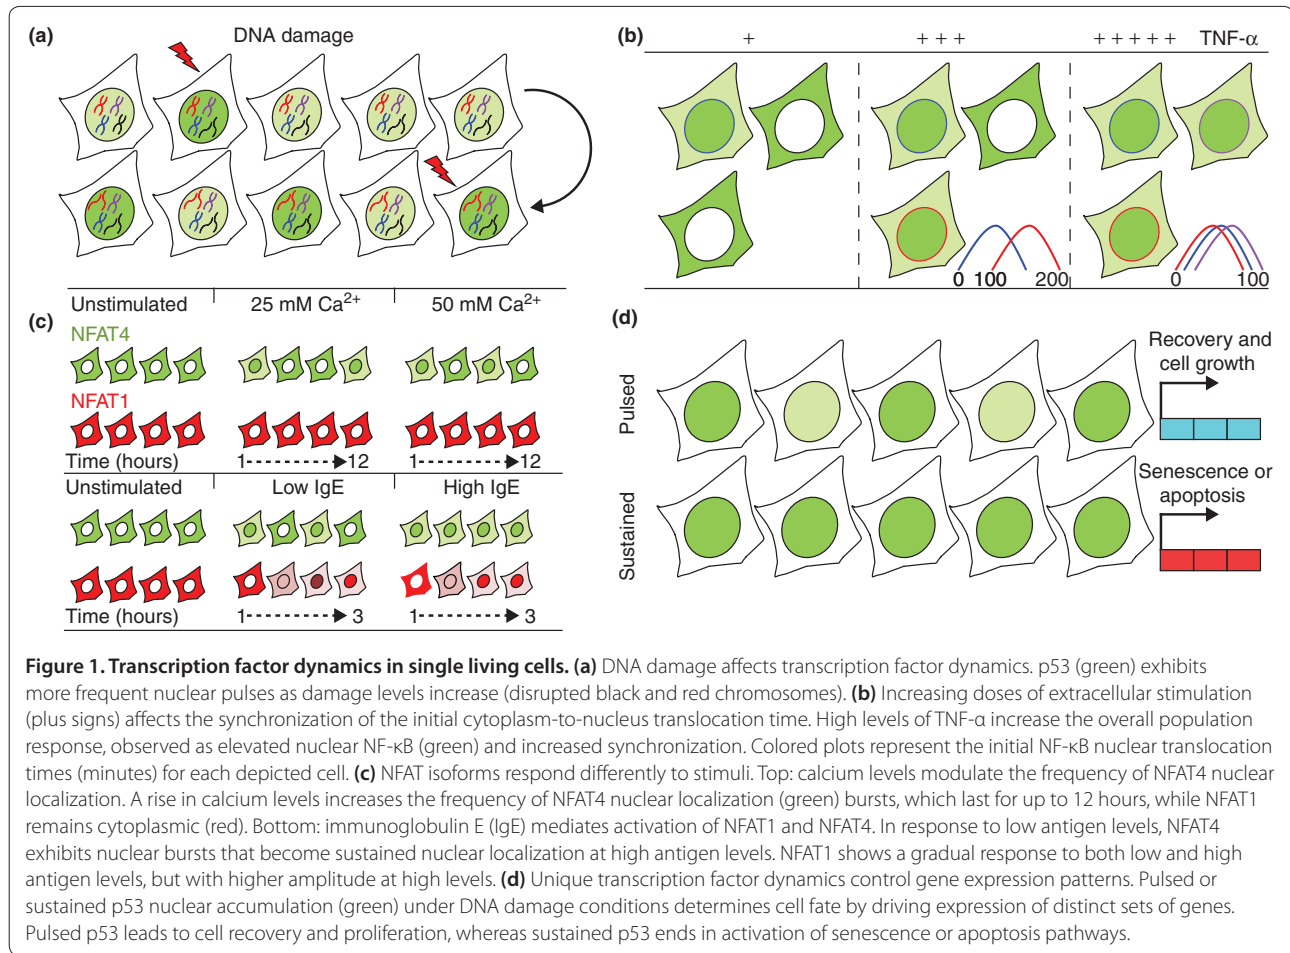 (a)
DNA damage
(b)
+
+ + +
+ + + + +
TNF-α
0
100
200
0
100
(c)
Unstimulated
25 mM Ca²⁺
50 mM Ca²⁺
NFAT4
NFAT1
Time (hours)
1
12
1
12
Unstimulated
Low IgE
High IgE
Time (hours)
1
3
1
3
(d)
Pulsed
Recovery and
cell growth
Sustained
Senescence or
apoptosis
Figure 1. Transcription factor dynamics in single living cells. (a) DNA damage affects transcription factor dynamics. p53 (green) exhibits
more frequent nuclear pulses as damage levels increase (disrupted black and red chromosomes). (b) Increasing doses of extracellular stimulation
(plus signs) affects the synchronization of the initial cytoplasm-to-nucleus translocation time. High levels of TNF-α increase the overall population
response, observed as elevated nuclear NF-κB (green) and increased synchronization. Colored plots represent the initial NF-κB nuclear translocation
times (minutes) for each depicted cell. (c) NFAT isoforms respond differently to stimuli. Top: calcium levels modulate the frequency of NFAT4 nuclear
localization. A rise in calcium levels increases the frequency of NFAT4 nuclear localization (green) bursts, which last for up to 12 hours, while NFAT1
remains cytoplasmic (red). Bottom: immunoglobulin E (IgE) mediates activation of NFAT1 and NFAT4. In response to low antigen levels, NFAT4
exhibits nuclear bursts that become sustained nuclear localization at high antigen levels. NFAT1 shows a gradual response to both low and high
antigen levels, but with higher amplitude at high levels. (d) Unique transcription factor dynamics control gene expression patterns. Pulsed or
sustained p53 nuclear accumulation (green) under DNA damage conditions determines cell fate by driving expression of distinct sets of genes.
Pulsed p53 leads to cell recovery and proliferation, whereas sustained p53 ends in activation of senescence or apoptosis pathways.